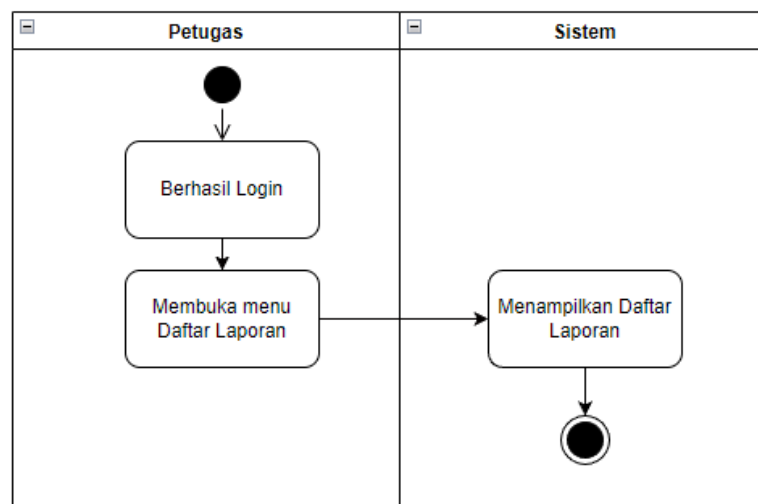 Petugas
Sistem
Berhasil Login
Membuka menu
Daftar Laporan
Menampilkan Daftar
Laporan